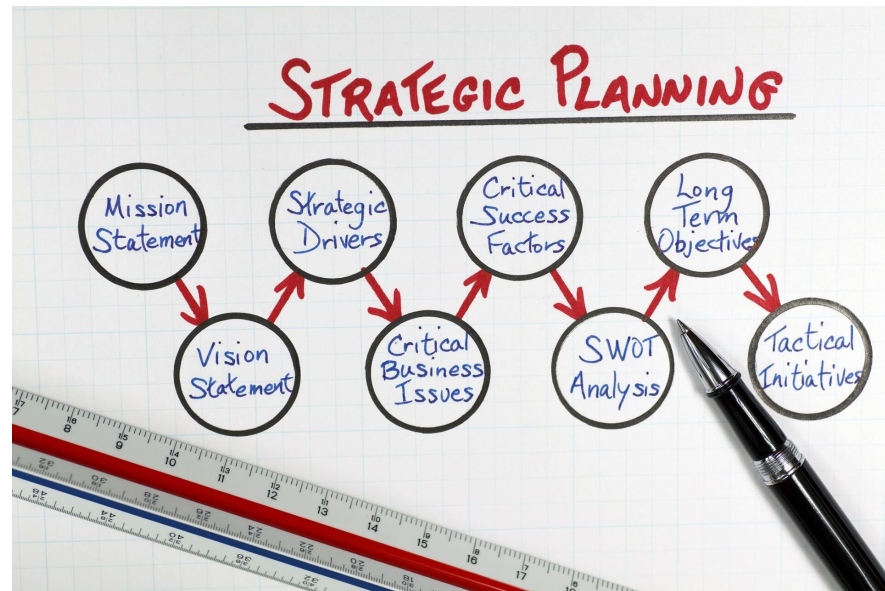 STRATEGIC PLANNING
Mission
Statement
Vision
Statement
Strategic
Drivers
Critical
Business
Issues
Critical
Success
Factors
SWOT
Analysis
Long
Term
Objectives
Tactical
Initiatives